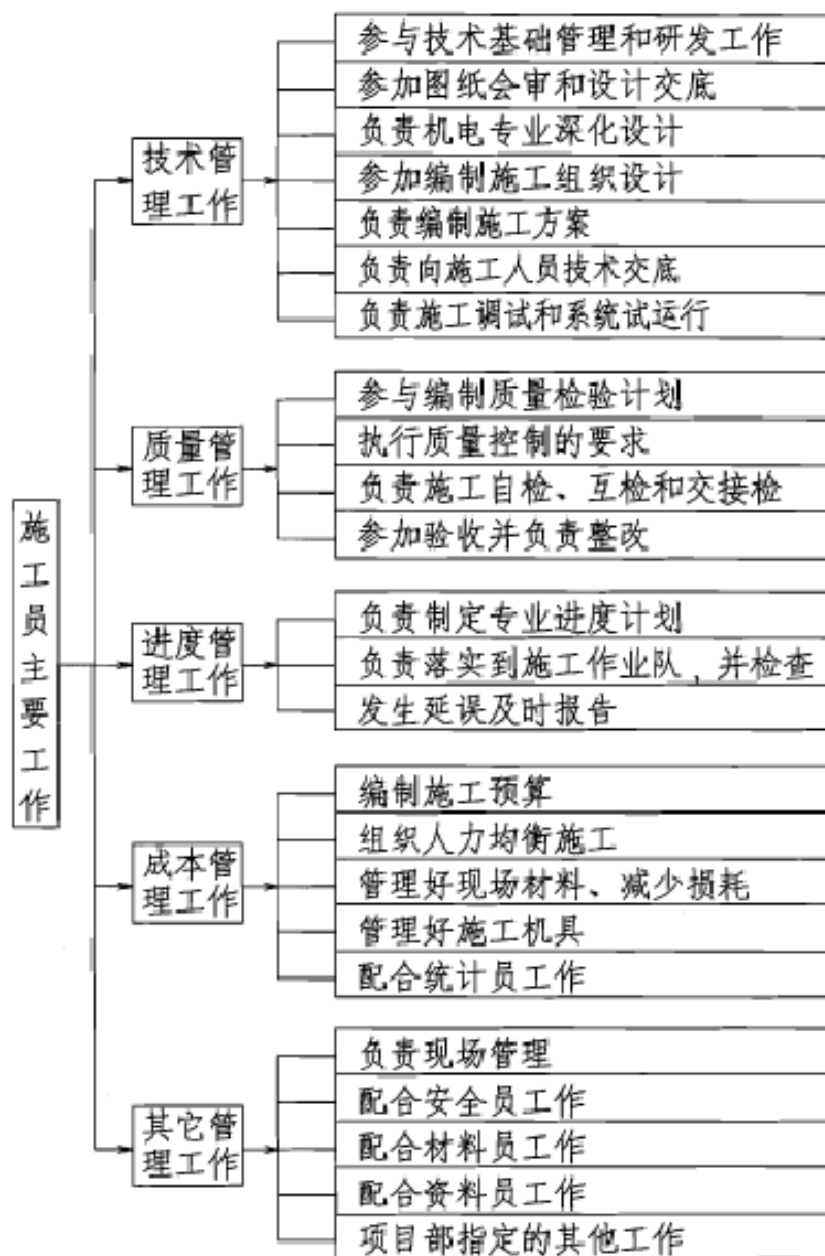 施工员主要工作
技术管
理工作
参与技术基础管理和研发工作
参加图纸会审和设计交底
负责机电专业深化设计
参加编制施工组织设计
负责编制施工方案
负责向施工人员技术交底
负责施工调试和系统试运行
质量管
理工作
参与编制质量检验计划
执行质量控制的要求
负责施工自检、互检和交接检
参加验收并负责整改
进度管
理工作
负责制定专业进度计划
负责落实到施工作业队，并检查
发生延误及时报告
成本管
理工作
编制施工预算
组织人力均衡施工
管理好现场材料、减少损耗
管理好施工机具
配合统计员工作
其它管
理工作
负责现场管理
配合安全员工作
配合材料员工作
配合资料员工作
项目部指定的其他工作